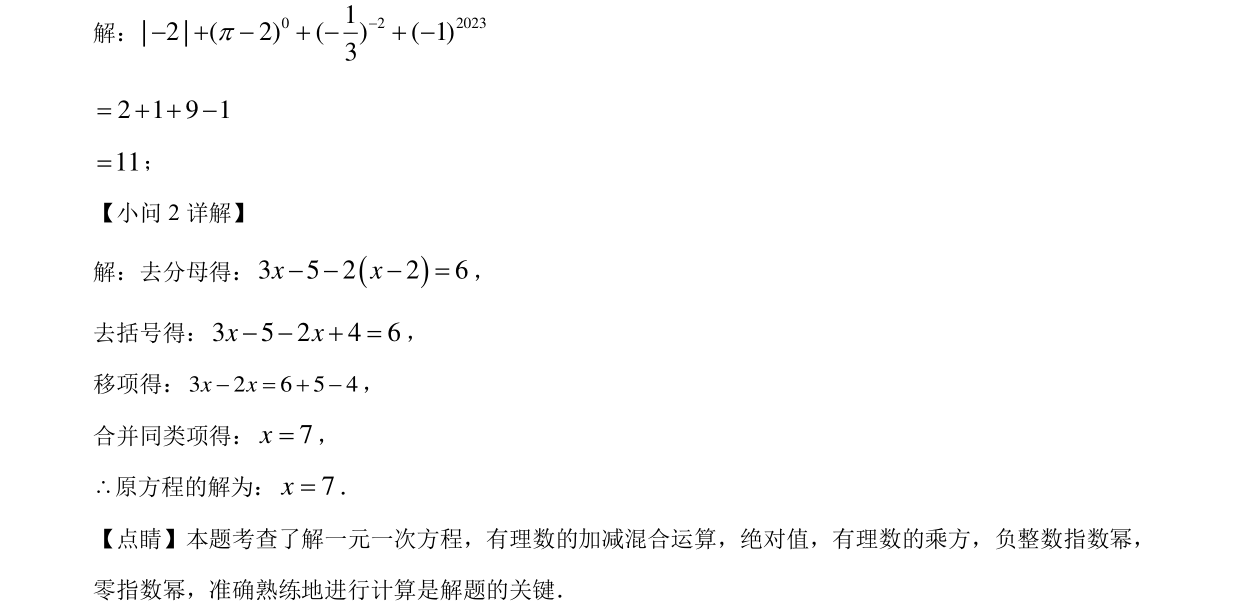 解：|−2|+(π−2)⁰+(−1/3)⁻²+(−1)²⁰²³
=2+1+9−1
=11；
【小问 2 详解】
解：去分母得：3x−5−2(x−2)=6，
去括号得：3x−5−2x+4=6，
移项得：3x−2x=6+5−4，
合并同类项得：x=7，
∴原方程的解为：x=7．
【点睛】本题考查了解一元一次方程，有理数的加减混合运算，绝对值，有理数的乘方，负整数指数幂，
零指数幂，准确熟练地进行计算是解题的关键．